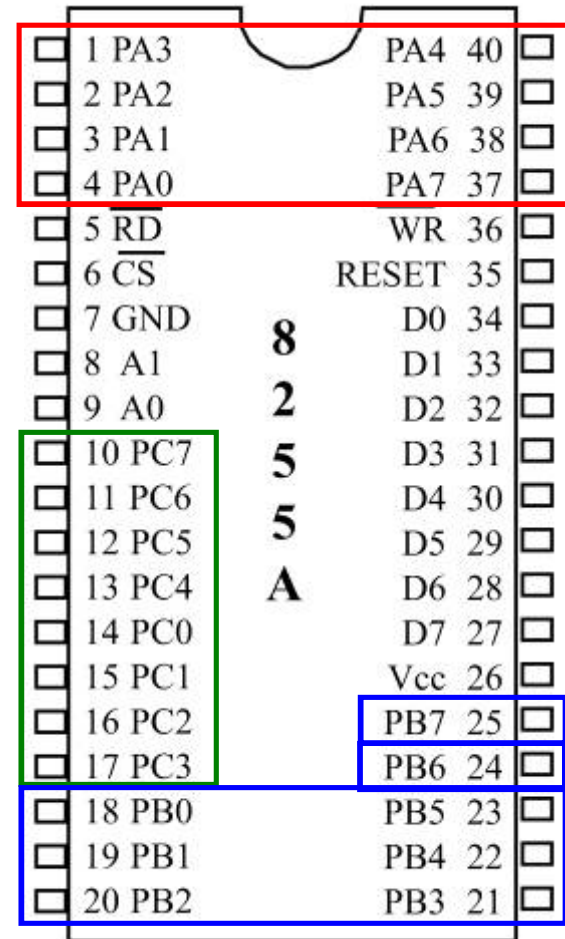 1 PA3 PA4 40
2 PA2 PA5 39
3 PA1 PA6 38
4 PA0 PA7 37
5 R̅D̅ W̅R̅ 36
6 C̅S̅ RESET 35
7 GND D0 34
8 A1 D1 33
9 A0 D2 32
10 PC7 D3 31
11 PC6 D4 30
12 PC5 D5 29
13 PC4 D6 28
14 PC0 D7 27
15 PC1 Vcc 26
16 PC2 PB7 25
17 PC3 PB6 24
18 PB0 PB5 23
19 PB1 PB4 22
20 PB2 PB3 21
8
2
5
5
A